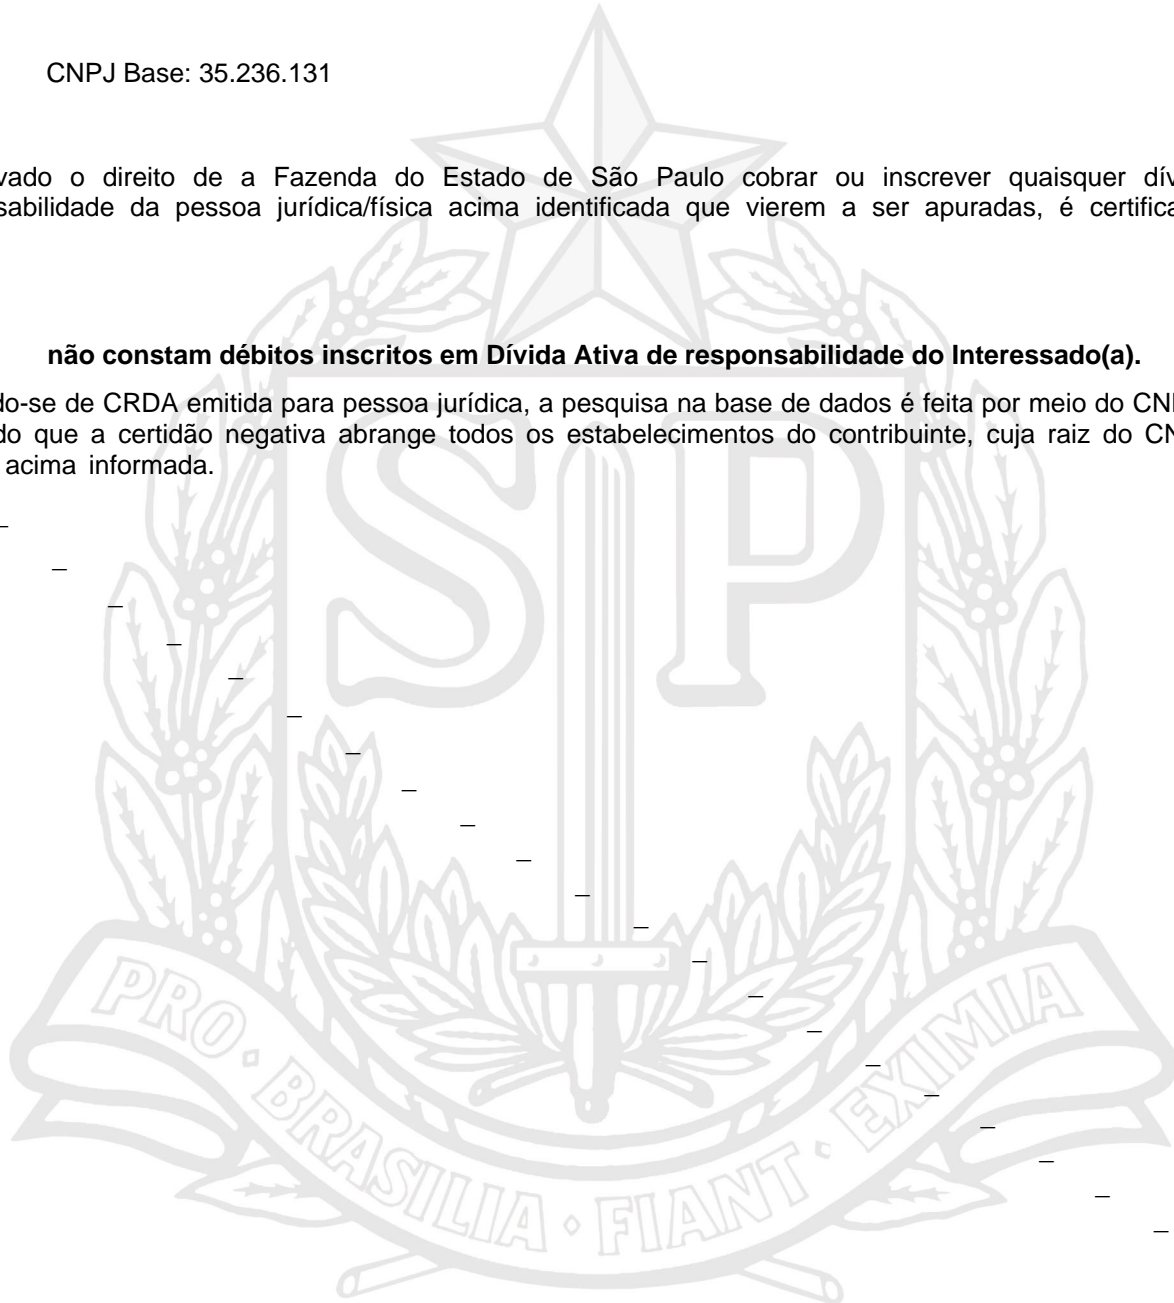 CNPJ Base: 35.236.131
vado o direito de a Fazenda do Estado de São Paulo cobrar ou inscrever quaisquer dív
sabilidade da pessoa jurídica/física acima identificada que vierem a ser apuradas, é certifica
não constam débitos inscritos em Dívida Ativa de responsabilidade do Interessado(a).
do-se de CRDA emitida para pessoa jurídica, a pesquisa na base de dados é feita por meio do CN
do que a certidão negativa abrange todos os estabelecimentos do contribuinte, cuja raiz do CN
acima informada.
SP
PRO · BRASILIA · FIANT · EXIMIA